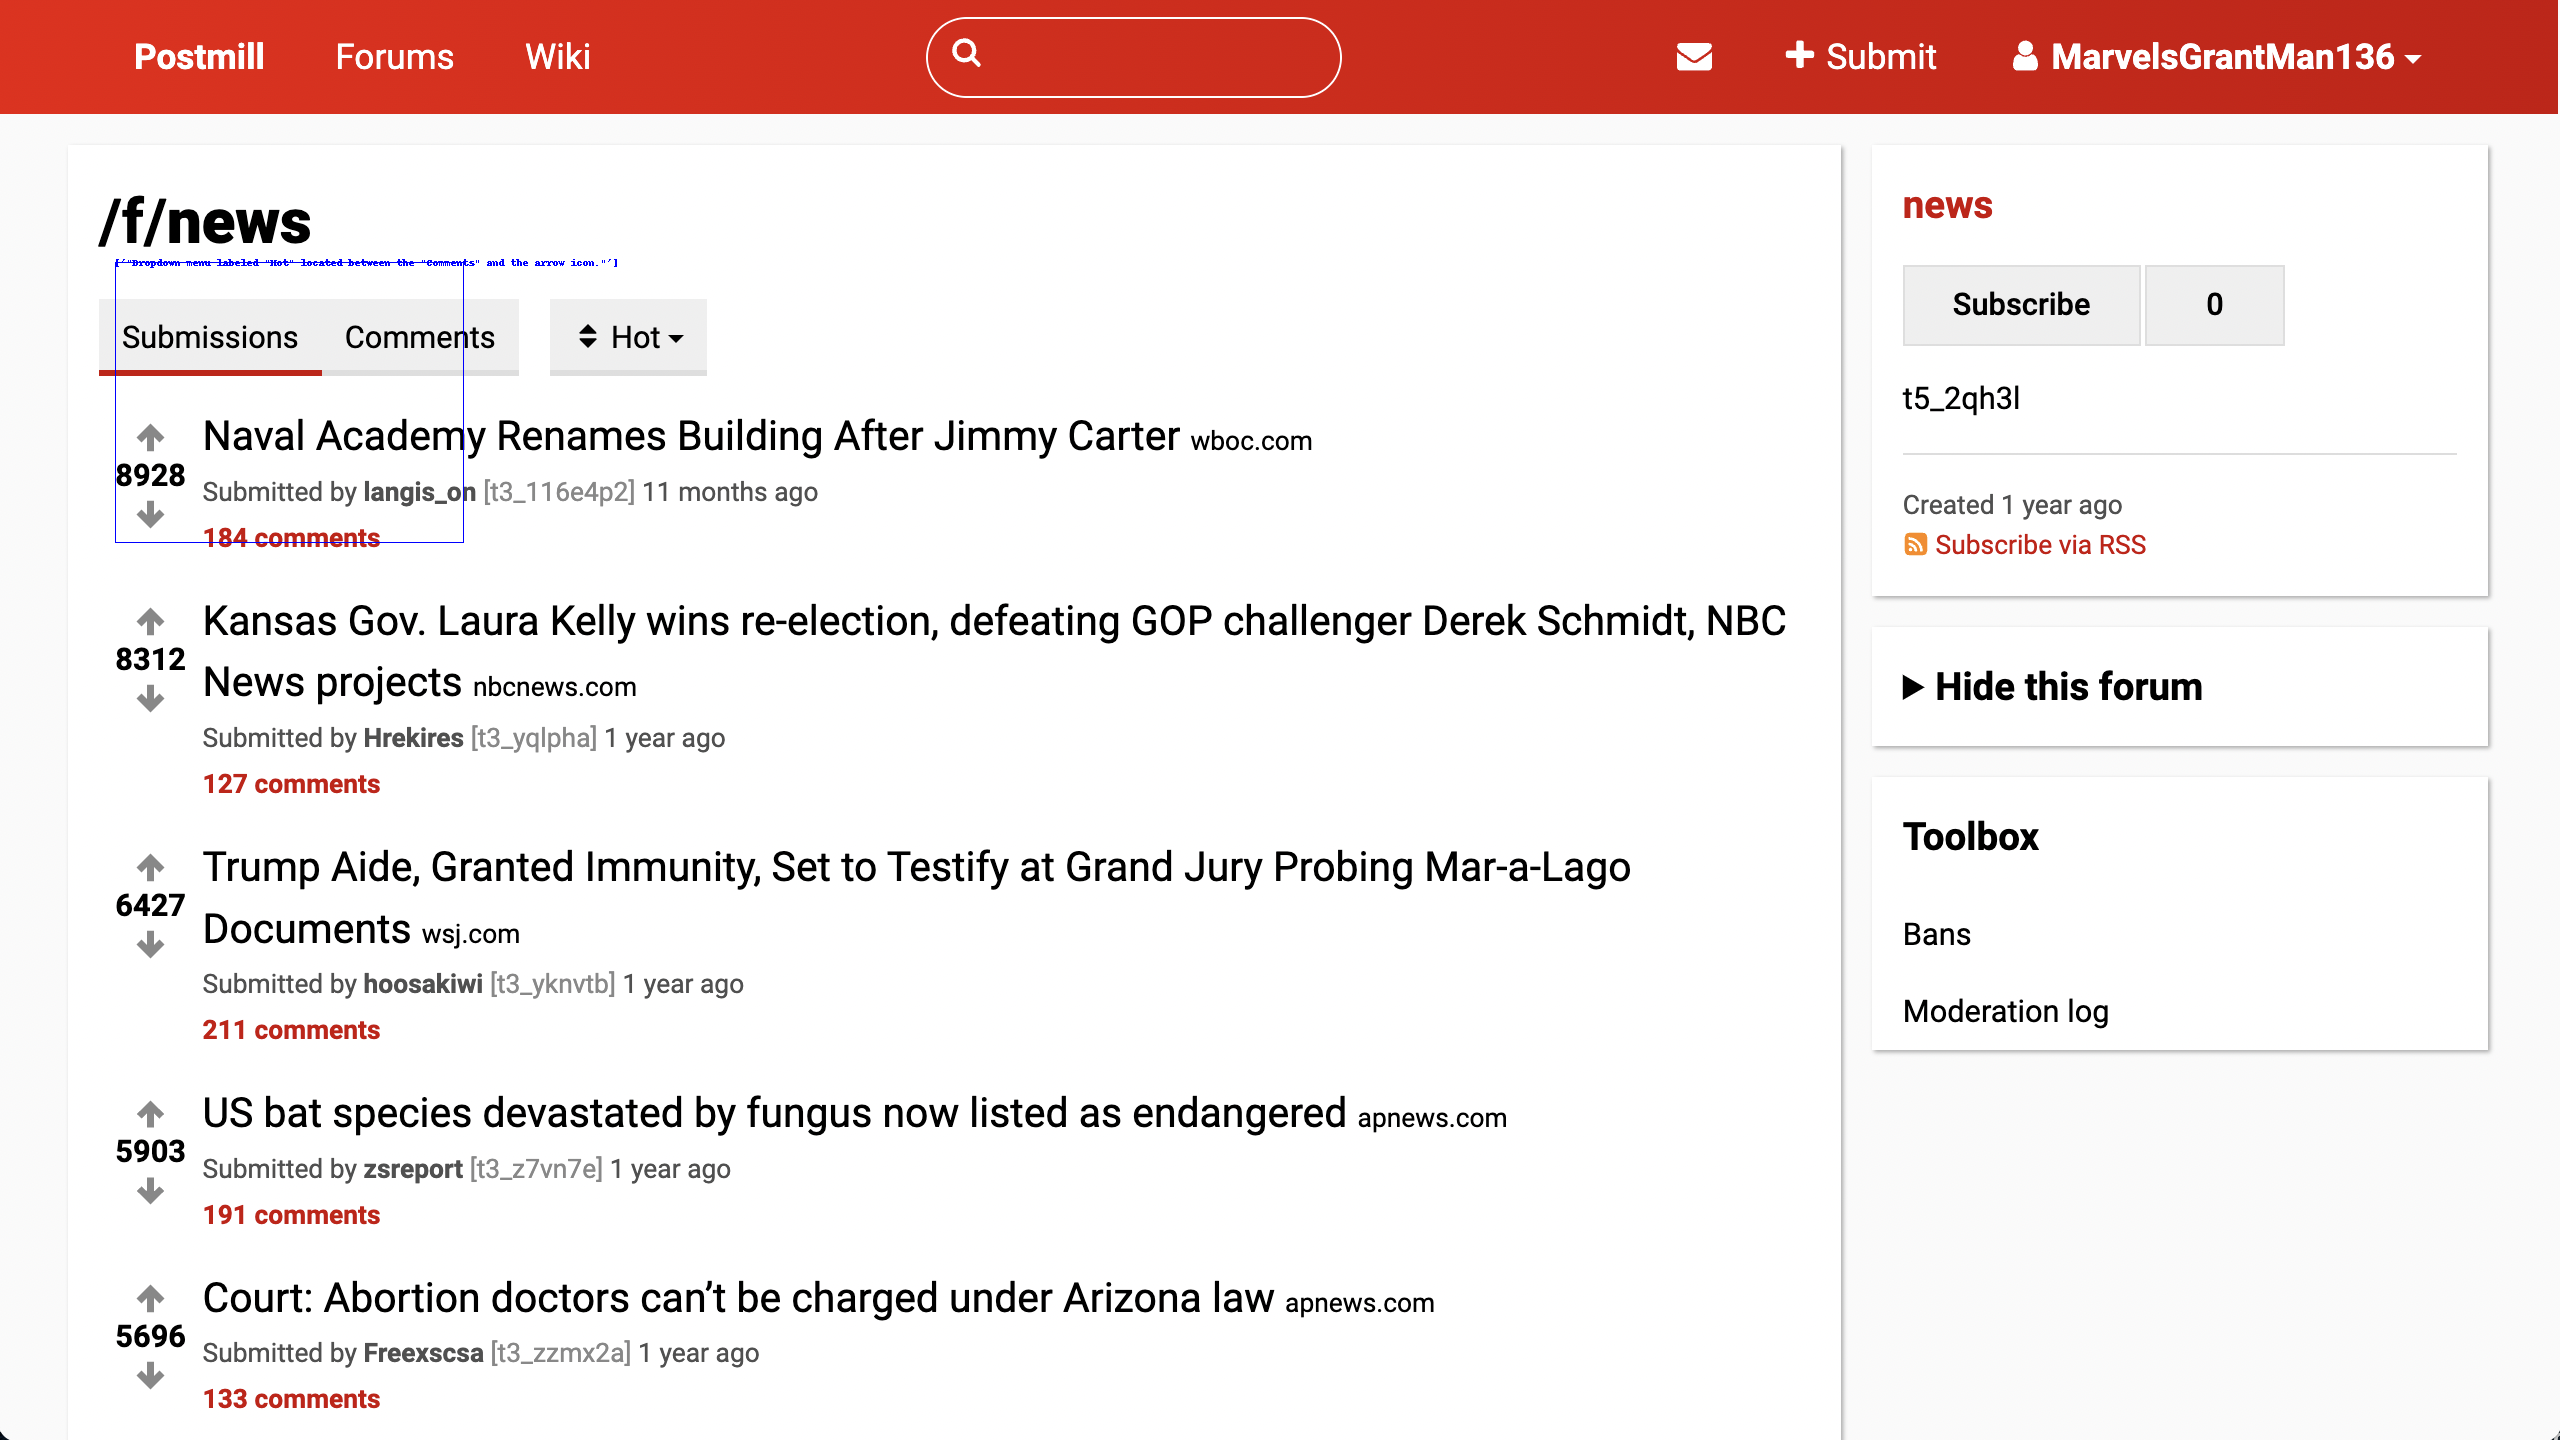 Postmill Forums Wiki Submit MarvelsGrantMan136
/f/news
['"Dropdown menu labeled "Hot" located between the "Comments" and the arrow icon."']
Submissions Comments Hot
Naval Academy Renames Building After Jimmy Carter wboc.com
8928
Submitted by langis_on [t3_116e4p2] 11 months ago
184 comments
Kansas Gov. Laura Kelly wins re-election, defeating GOP challenger Derek Schmidt, NBC
8312
News projects nbcnews.com
Submitted by Hrekires [t3_yqlpha] 1 year ago
127 comments
Trump Aide, Granted Immunity, Set to Testify at Grand Jury Probing Mar-a-Lago
6427
Documents wsj.com
Submitted by hoosakiwi [t3_yknvtb] 1 year ago
211 comments
US bat species devastated by fungus now listed as endangered apnews.com
5903
Submitted by zsreport [t3_z7vn7e] 1 year ago
191 comments
Court: Abortion doctors can’t be charged under Arizona law apnews.com
5696
Submitted by Freexscsa [t3_zzmx2a] 1 year ago
133 comments
news
Subscribe 0
t5_2qh3l
Created 1 year ago
Subscribe via RSS
Hide this forum
Toolbox
Bans
Moderation log